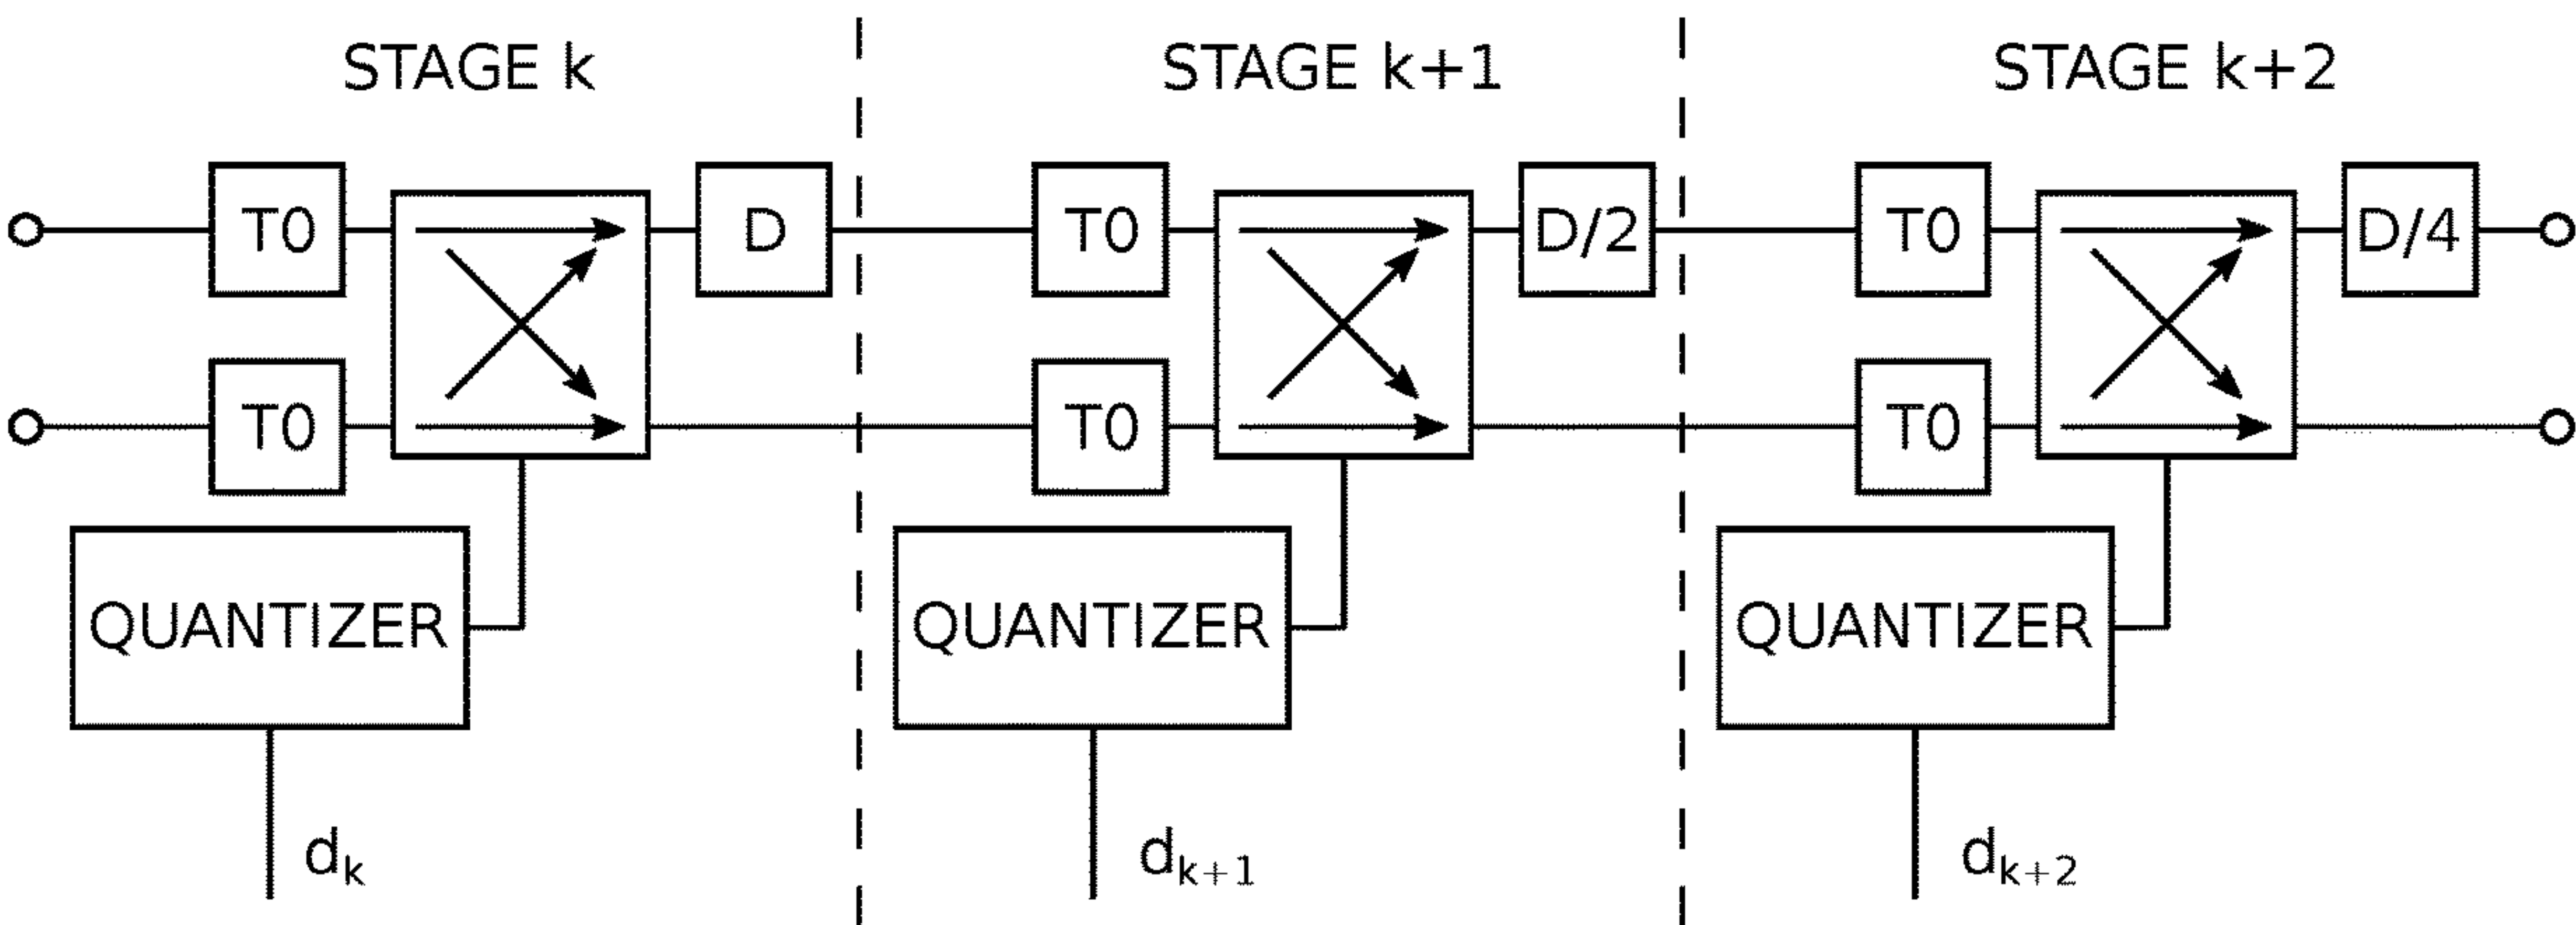 STAGE k
STAGE k+1
STAGE k+2
T0
D
T0
D/2
T0
D/4
T0
T0
T0
QUANTIZER
QUANTIZER
QUANTIZER
dk
dk+1
dk+2